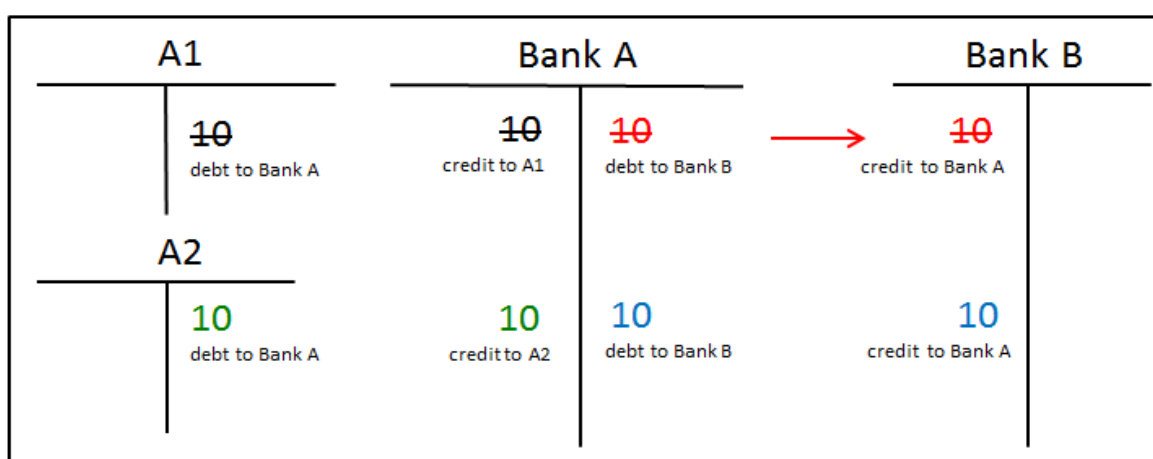 A1
Bank A
Bank B
10
debt to Bank A
10
credit to A1
10
debt to Bank B
10
credit to Bank A
A2
10
debt to Bank A
10
credit to A2
10
debt to Bank B
10
credit to Bank A